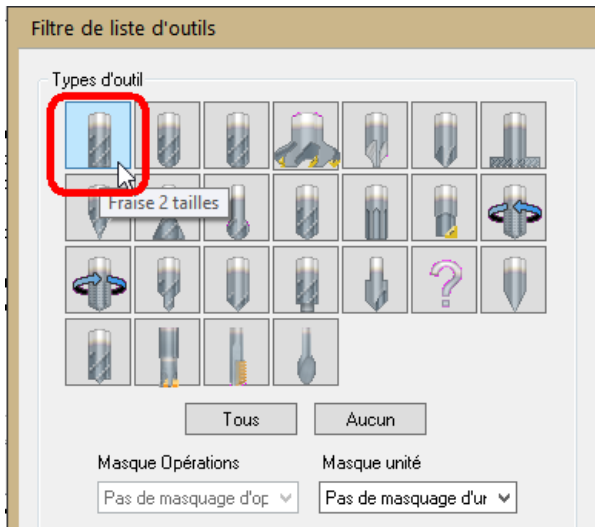 Filtre de liste d'outils
Types d'outil
Fraise 2 tailles
?
Tous
Aucun
Masque Opérations
Masque unité
Pas de masquage d'op
Pas de masquage d'ur